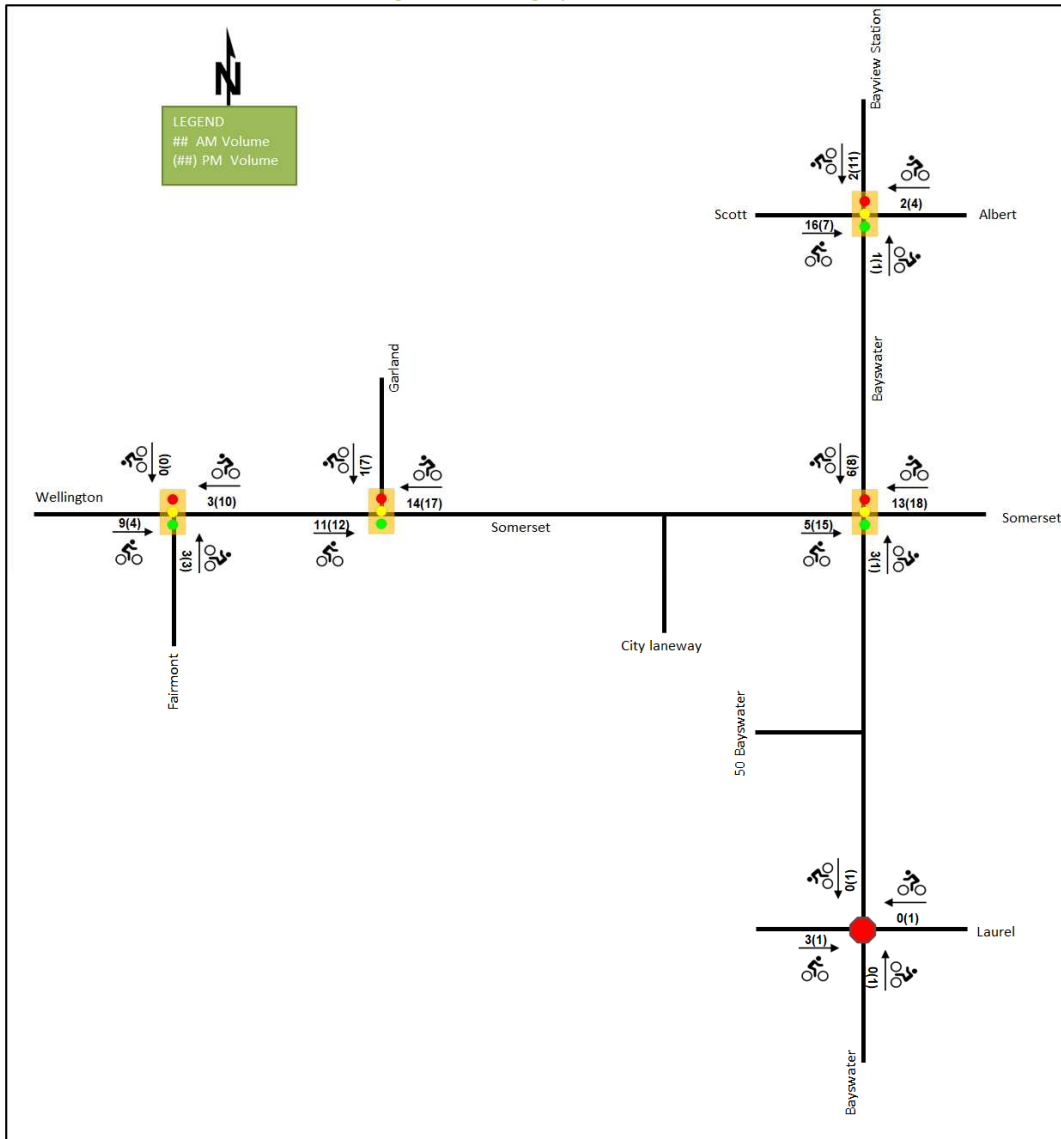 Bayview Station
N
LEGEND
## AM Volume
(##) PM Volume
2(11)
2(4)
Scott
Albert
16(7)
1(1)
Bayswater
Garland
0(0)
1(7)
6(8)
Wellington
3(10)
14(17)
13(18)
Somerset
Somerset
9(4)
11(12)
5(15)
3(3)
3(1)
City laneway
Fairmont
50 Bayswater
0(1)
0(1)
Laurel
3(1)
0(1)
Bayswater